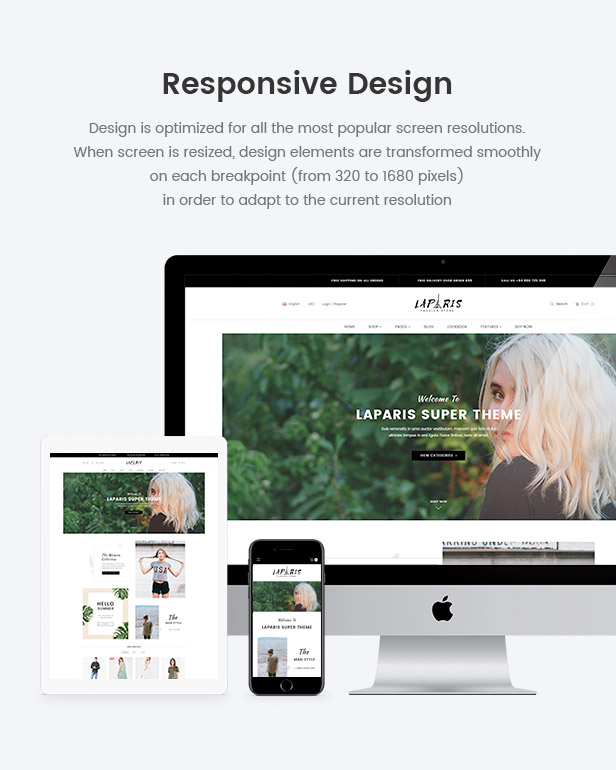 Responsive Design
Design is optimized for all the most popular screen resolutions.
When screen is resized, design elements are transformed smoothly
on each breakpoint (from 320 to 1680 pixels)
in order to adapt to the current resolution
FREE SHIPPING ON ALL ORDERS
FREE DELIVERY OVER ORDER $99
English USD Login / Register
LAPARIS
FASHION STORE
Search Cart
HOME SHOP PAGES BLOG LOOKBOOK FEATURES BUY NOW
Welcome To
LAPARIS SUPER THEME
VIEW CATEGORIES
SHOP NOW
LAPARIS
Welcome To
LAPARIS SUPER THEME
The Women
Collection
USA
HELLO
SUMMER
The
MAN STYLE
LAPARIS
Welcome To
LAPARIS SUPER THEME
The
MAN STYLE